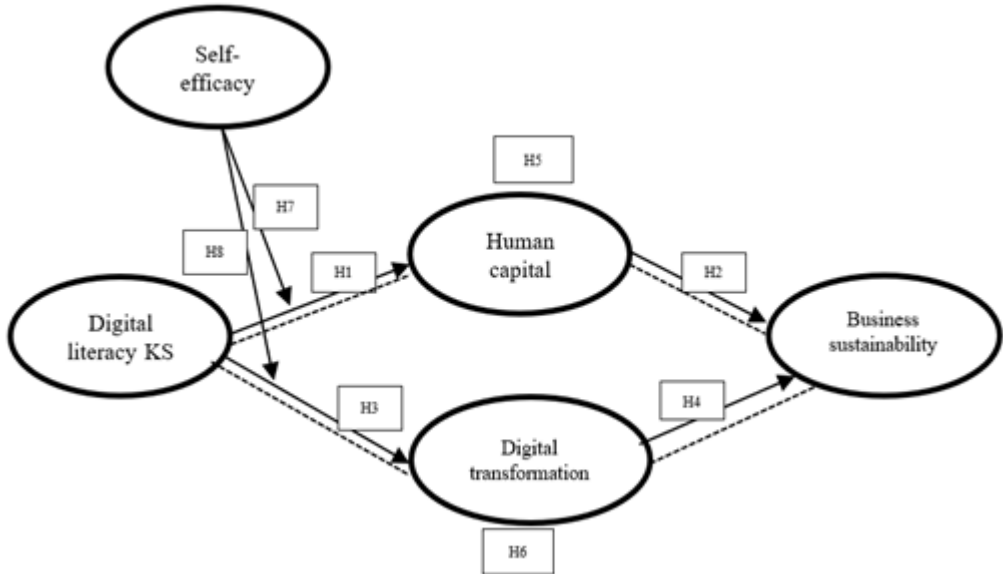 Self-
efficacy
H5
H7
Human
capital
H8
H1
H2
Digital
literacy KS
Business
sustainability
H3
H4
Digital
transformation
H6